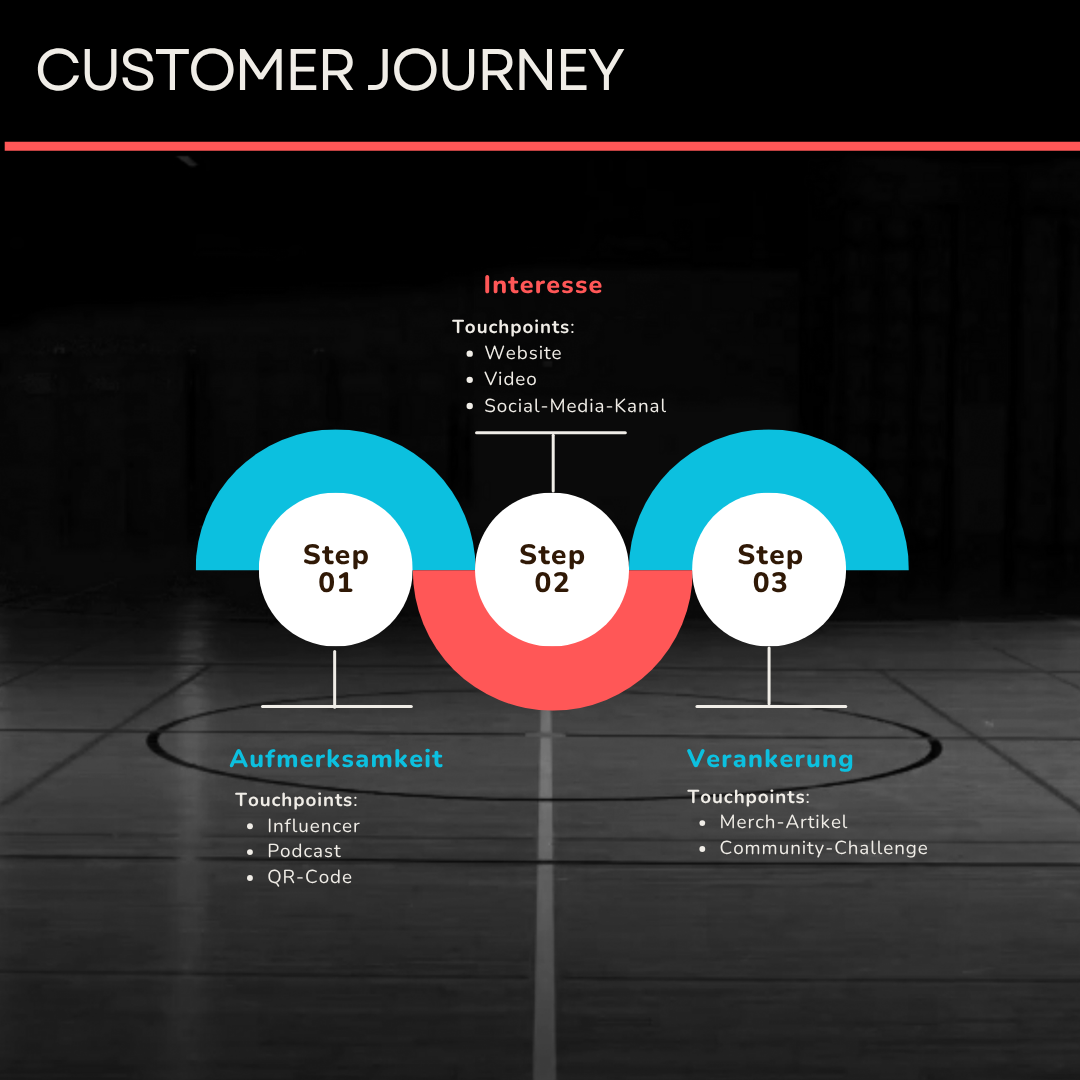 CUSTOMER JOURNEY
Interesse
Touchpoints:
• Website
• Video
• Social-Media-Kanal
Step
01
Step
02
Step
03
Aufmerksamkeit
Touchpoints:
• Influencer
• Podcast
• QR-Code
Verankerung
Touchpoints:
• Merch-Artikel
• Community-Challenge